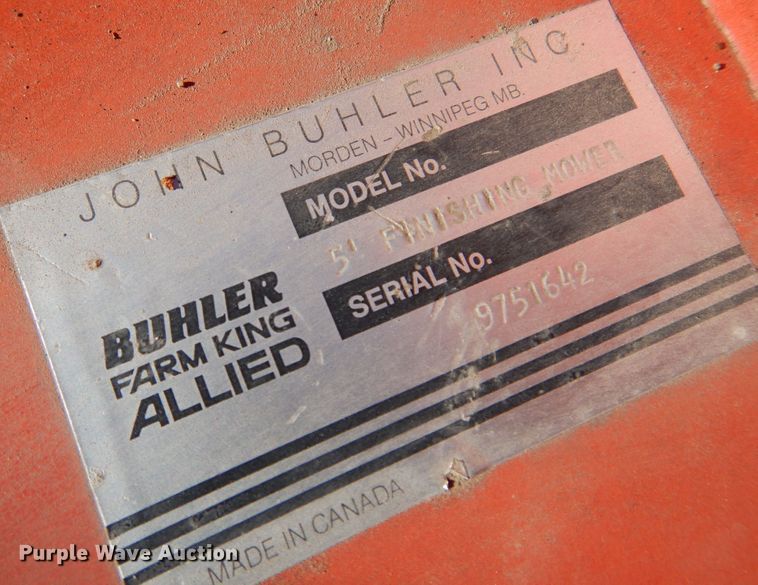 JOHN BUHLER INC.
MORDEN – WINNIPEG MB.
MODEL No.
5' FINISHING MOWER
SERIAL No.
9751642
BUHLER
FARM KING
ALLIED
MADE IN CANADA
Purple Wave Auction